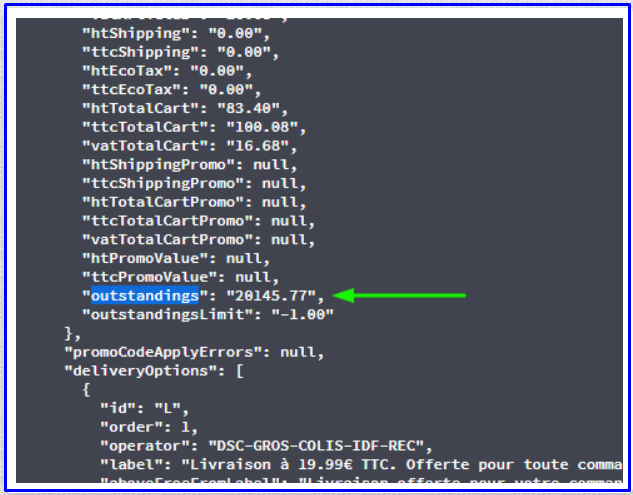 "htShipping": "0.00",
"ttcShipping": "0.00",
"htEcoTax": "0.00",
"ttcEcoTax": "0.00",
"htTotalCart": "83.40",
"ttcTotalCart": "100.08",
"vatTotalCart": "16.68",
"htShippingPromo": null,
"ttcShippingPromo": null,
"htTotalCartPromo": null,
"ttcTotalCartPromo": null,
"vatTotalCartPromo": null,
"htPromoValue": null,
"ttcPromoValue": null,
"outstandings": "20145.77",
"outstandingsLimit": "-1.00"
},
"promoCodeApplyErrors": null,
"deliveryOptions": [
{
"id": "L",
"order": 1,
"operator": "DSC-GROS-COLIS-IDF-REC",
"label": "Livraison à 19.99€ TTC. Offerte pour toute comma